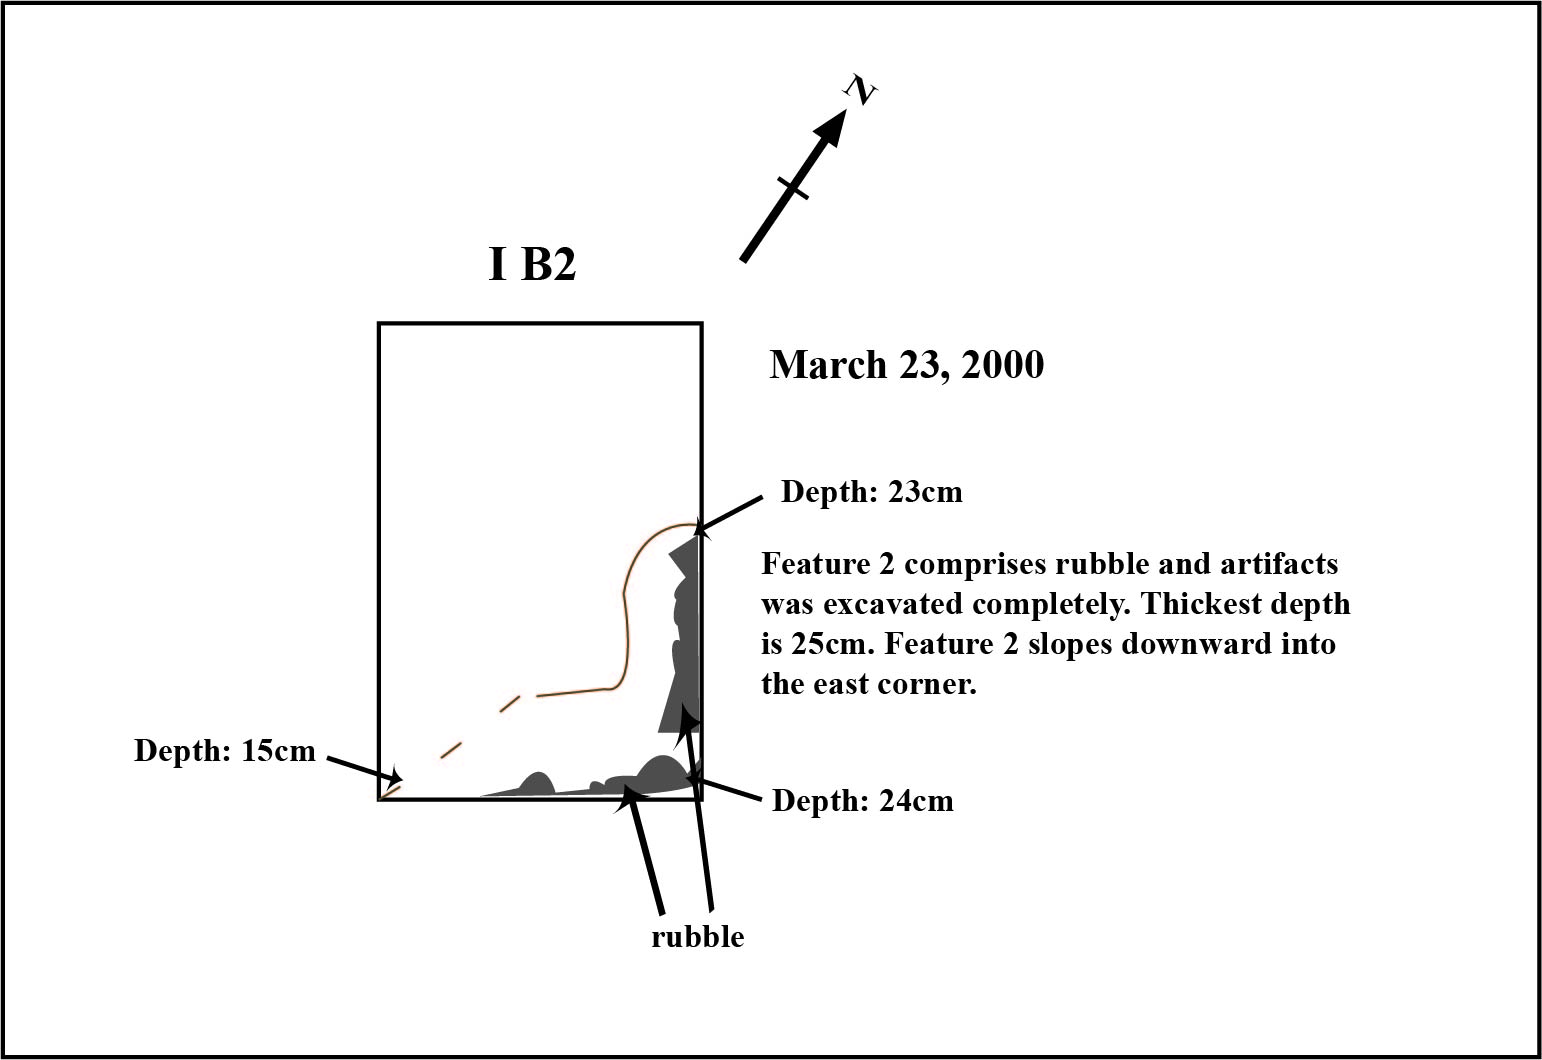 N
I B2
March 23, 2000
Depth: 23cm
Feature 2 comprises rubble and artifacts
was excavated completely. Thickest depth
is 25cm. Feature 2 slopes downward into
the east corner.
Depth: 15cm
Depth: 24cm
rubble